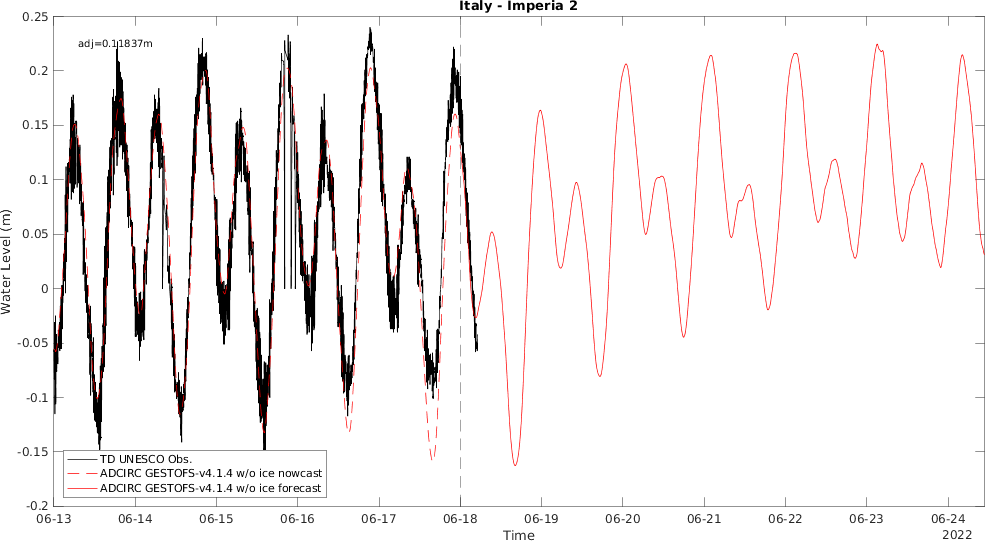 Italy - Imperia 2
adj=0.11837m
0.25
0.2
0.15
0.1
0.05
0
-0.05
-0.1
-0.15
-0.2
Water Level (m)
TD UNESCO Obs.
ADCIRC GESTOFS-v4.1.4 w/o ice nowcast
ADCIRC GESTOFS-v4.1.4 w/o ice forecast
06-13 06-14 06-15 06-16 06-17 06-18 06-19 06-20 06-21 06-22 06-23 06-24
Time
2022